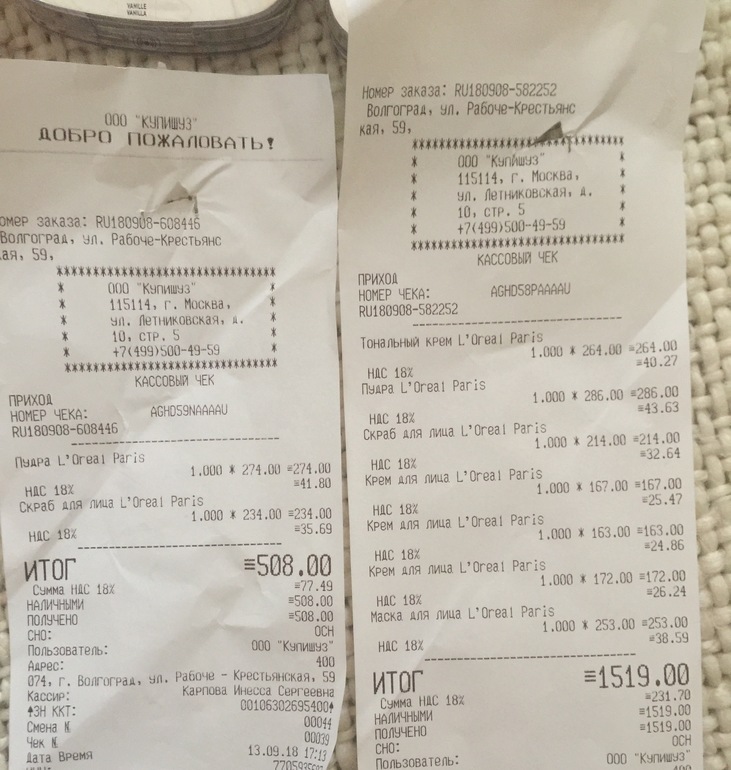 VANILLE
VANILLA
ООО "КУПИШУЗ"
ДОБРО ПОЖАЛОВАТЬ!
омер заказа: RU180908-608446
Волгоград, ул. Рабоче-Крестьянс
ая, 59,
************************************
* ООО "Купишуз" *
* 115114, г. Москва, *
* ул. Летниковская, д. *
* 10, стр. 5 *
* +7(499)500-49-59 *
************************************
КАССОВЫЙ ЧЕК
ПРИХОД
НОМЕР ЧЕКА: AGHD59NAAAAU
RU180908-608446
------------------------------
Пудра L'Oreal Paris
1.000 * 274.00 =274.00
НДС 18% =41.80
Скраб для лица L'Oreal Paris
1.000 * 234.00 =234.00
НДС 18% =35.69
------------------------------
ИТОГ =508.00
Сумма НДС 18% =77.49
НАЛИЧНЫМИ =508.00
ПОЛУЧЕНО =508.00
СНО: ОСН
Пользователь: ООО "Купишуз"
Адрес: 400
074, г. Волгоград, ул. Рабоче - Крестьянская, 59
Кассир: Карпова Инесса Сергеевна
ЗН ККТ: 00106302695400
Смена № 00044
Чек № 00039
Дата Время 13.09.18 17:13
Номер заказа: RU180908-582252
Волгоград, ул. Рабоче-Крестьянс
кая, 59,
************************************
* ООО "Купишуз" *
* 115114, г. Москва, *
* ул. Летниковская, д. *
* 10, стр. 5 *
* +7(499)500-49-59 *
************************************
КАССОВЫЙ ЧЕК
ПРИХОД
НОМЕР ЧЕКА: AGHD58PAAAAU
RU180908-582252
------------------------------
Тональный крем L'Oreal Paris
1.000 * 264.00 =264.00
НДС 18% =40.27
Пудра L'Oreal Paris
1.000 * 286.00 =286.00
НДС 18% =43.63
Скраб для лица L'Oreal Paris
1.000 * 214.00 =214.00
НДС 18% =32.64
Крем для лица L'Oreal Paris
1.000 * 167.00 =167.00
НДС 18% =25.47
Крем для лица L'Oreal Paris
1.000 * 163.00 =163.00
НДС 18% =24.86
Крем для лица L'Oreal Paris
1.000 * 172.00 =172.00
НДС 18% =26.24
Маска для лица L'Oreal Paris
1.000 * 253.00 =253.00
НДС 18% =38.59
------------------------------
ИТОГ =1519.00
Сумма НДС 18% =231.70
НАЛИЧНЫМИ =1519.00
ПОЛУЧЕНО =1519.00
СНО: ОСН
Пользователь: ООО "Купишуз"